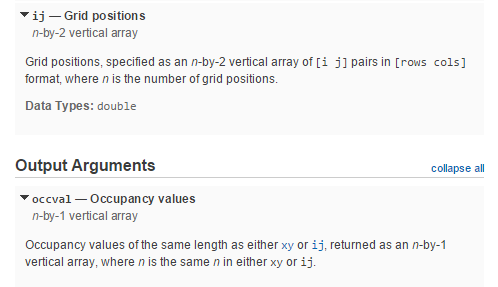 ij — Grid positions
n-by-2 vertical array
Grid positions, specified as an n-by-2 vertical array of [i j] pairs in [rows cols]
format, where n is the number of grid positions.
Data Types: double
Output Arguments
collapse all
occval — Occupancy values
n-by-1 vertical array
Occupancy values of the same length as either xy or ij, returned as an n-by-1
vertical array, where n is the same n in either xy or ij.